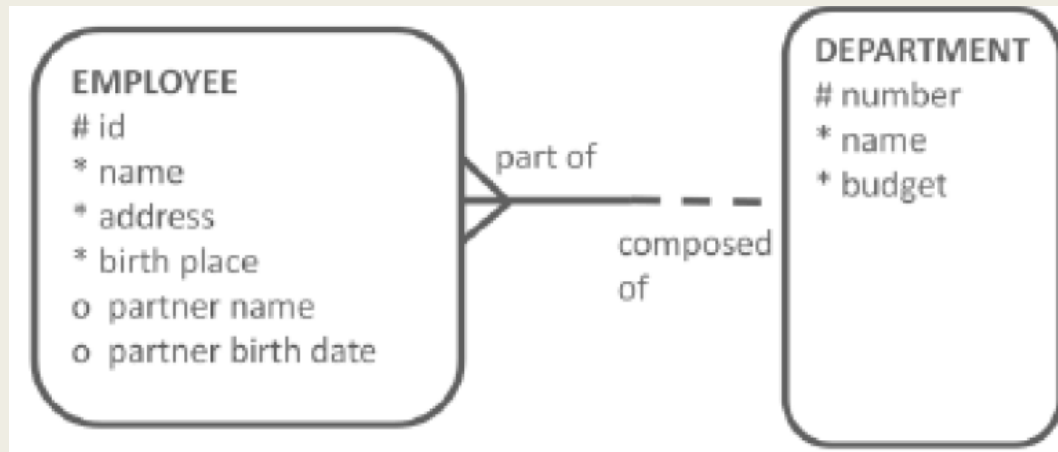 EMPLOYEE
# id
* name
* address
* birth place
o partner name
o partner birth date
part of
composed
of
DEPARTMENT
# number
* name
* budget